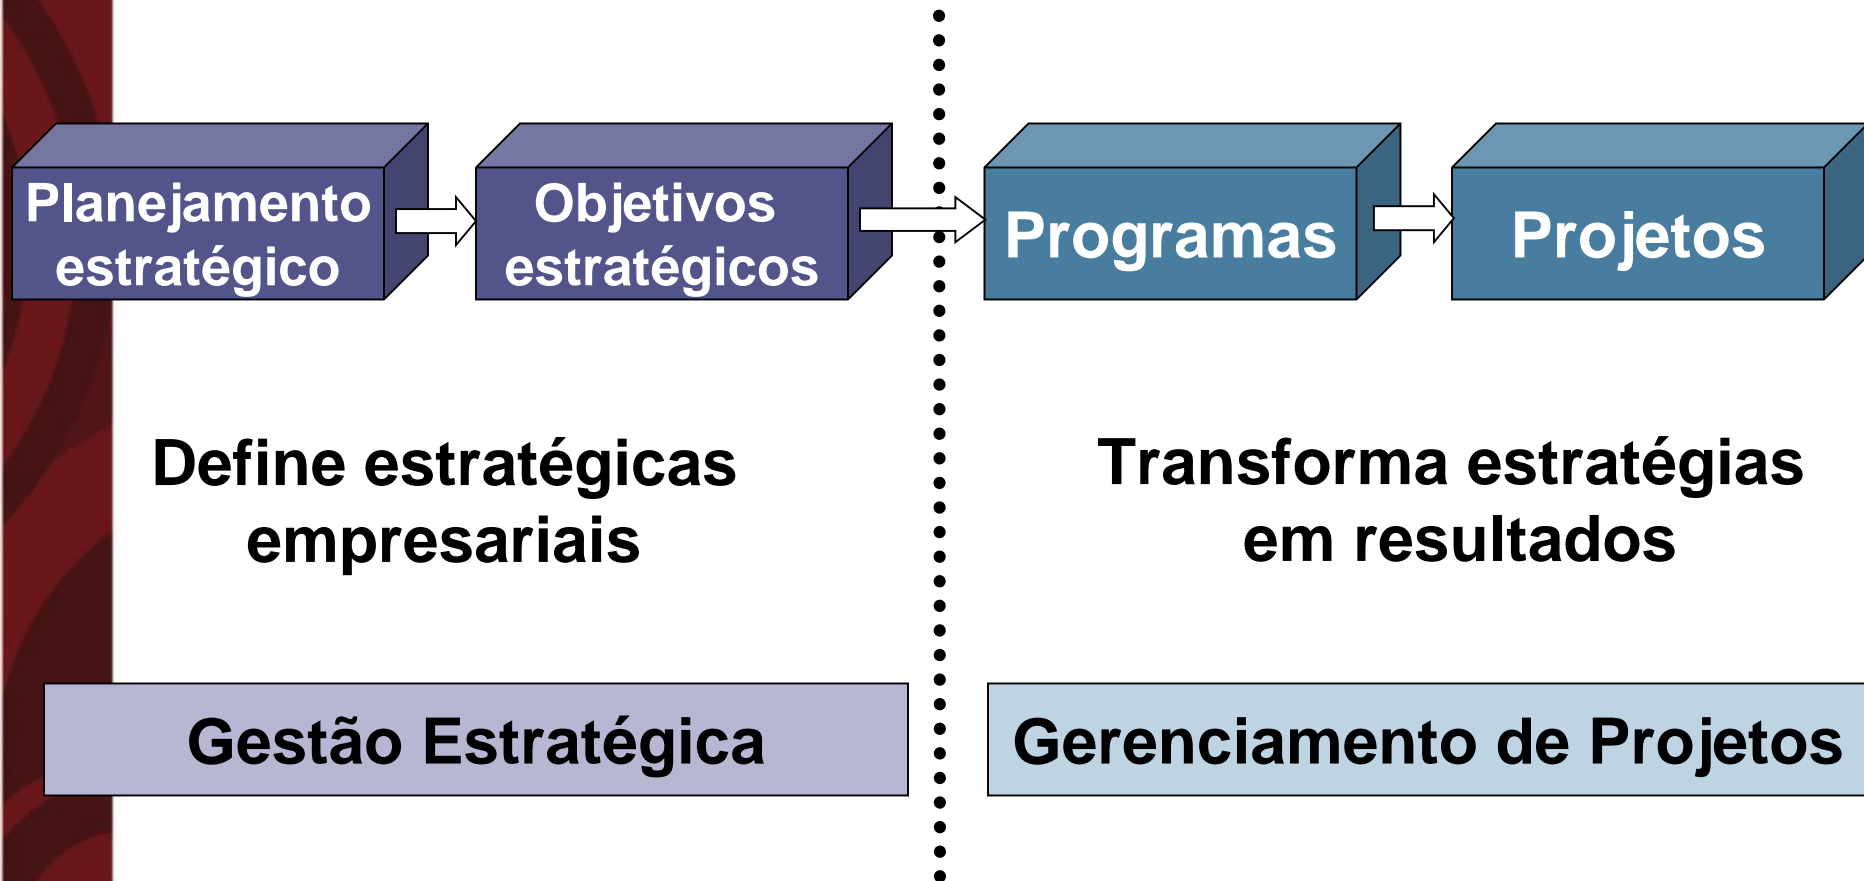 Planejamento
estratégico
Objetivos
estratégicos
Programas
Projetos
Define estratégicas
empresariais
Transforma estratégias
em resultados
Gestão Estratégica
Gerenciamento de Projetos